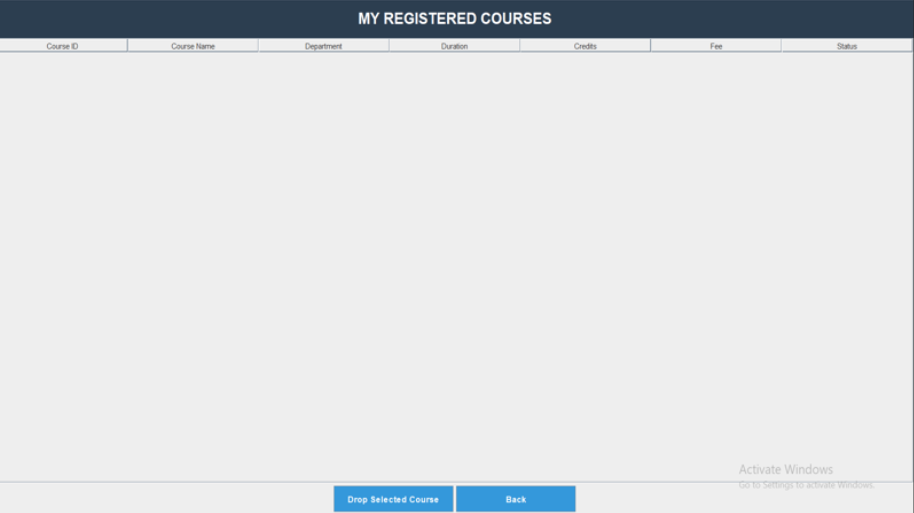 MY REGISTERED COURSES
Course ID Course Name Department Duration Credits Fee Status
Activate Windows
Go to Settings to activate Windows.
Drop Selected Course Back